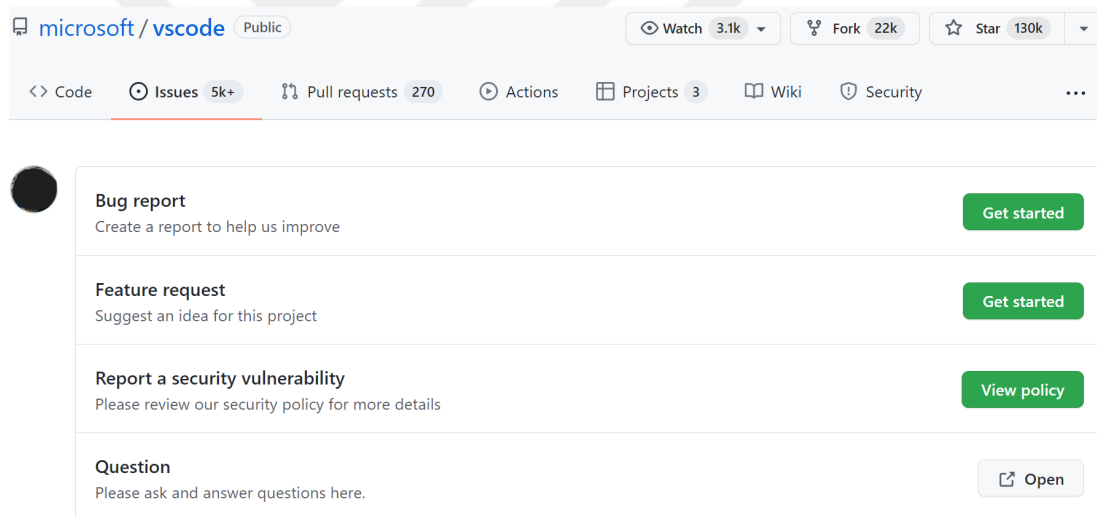 microsoft / vscode Public Watch 3.1k Fork 22k Star 130k
Code Issues 5k+ Pull requests 270 Actions Projects 3 Wiki Security ...
Bug report
Create a report to help us improve
Get started
Feature request
Suggest an idea for this project
Get started
Report a security vulnerability
Please review our security policy for more details
View policy
Question
Please ask and answer questions here.
Open